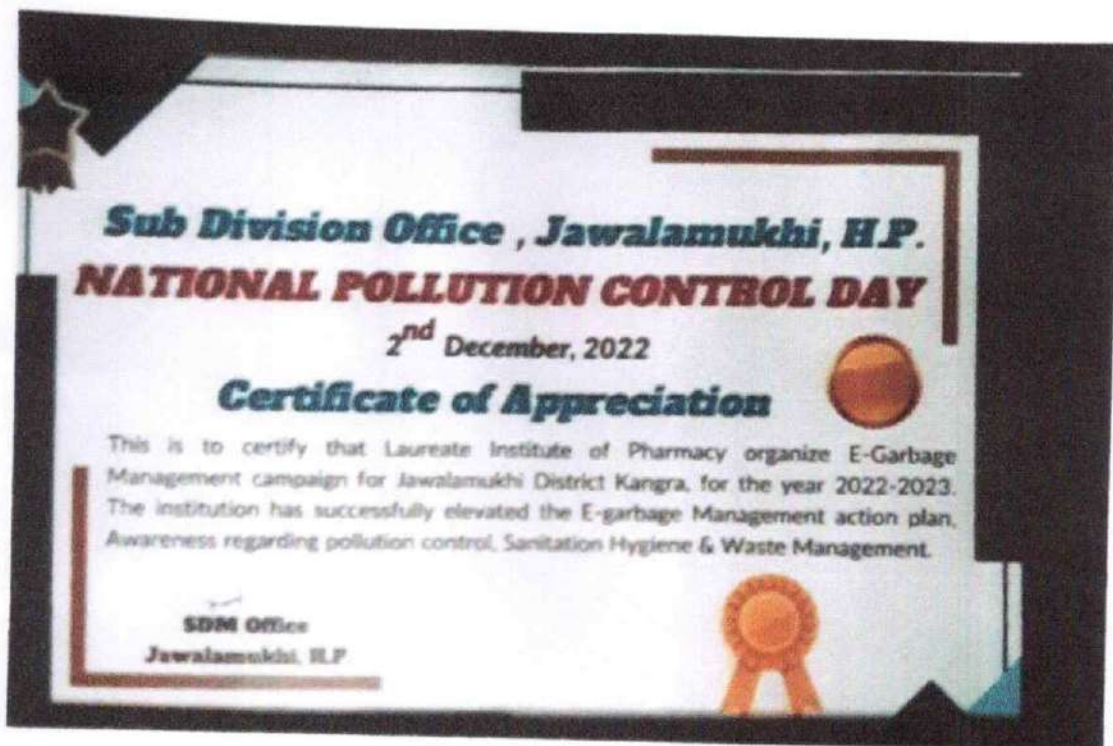 Sub Division Office , Jawalamukhi, H.P.
NATIONAL POLLUTION CONTROL DAY
2nd December, 2022
Certificate of Appreciation
This is to certify that Laureate Institute of Pharmacy organize E-Garbage
Management campaign for Jawalamukhi District Kangra, for the year 2022-2023.
The institution has successfully elevated the E-garbage Management action plan,
Awareness regarding pollution control, Sanitation Hygiene & Waste Management.
SDM Office
Jawalamukhi, H.P